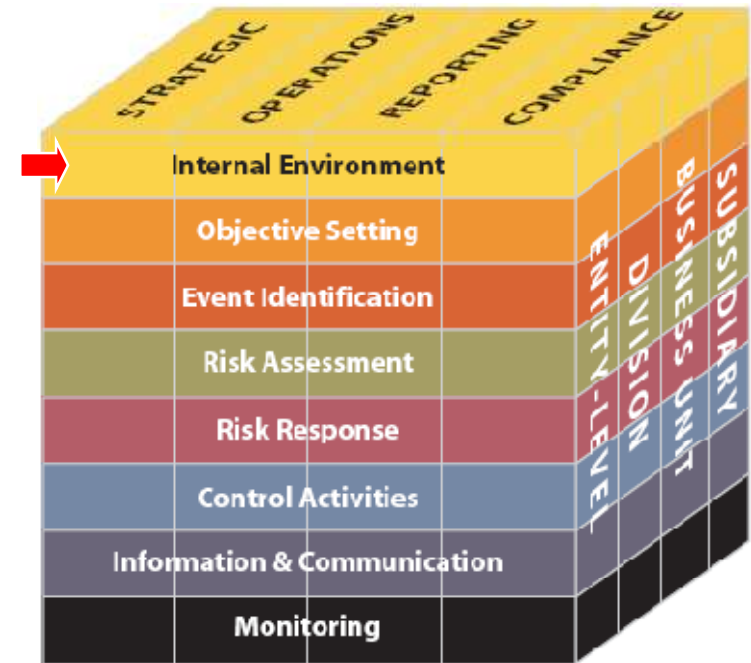 STRATEGIC
OPERATIONS
REPORTING
COMPLIANCE
Internal Environment
Objective Setting
Event Identification
Risk Assessment
Risk Response
Control Activities
Information & Communication
Monitoring
ENTITY-LEVEL
DIVISION
BUSINESS UNIT
SUBSIDIARY